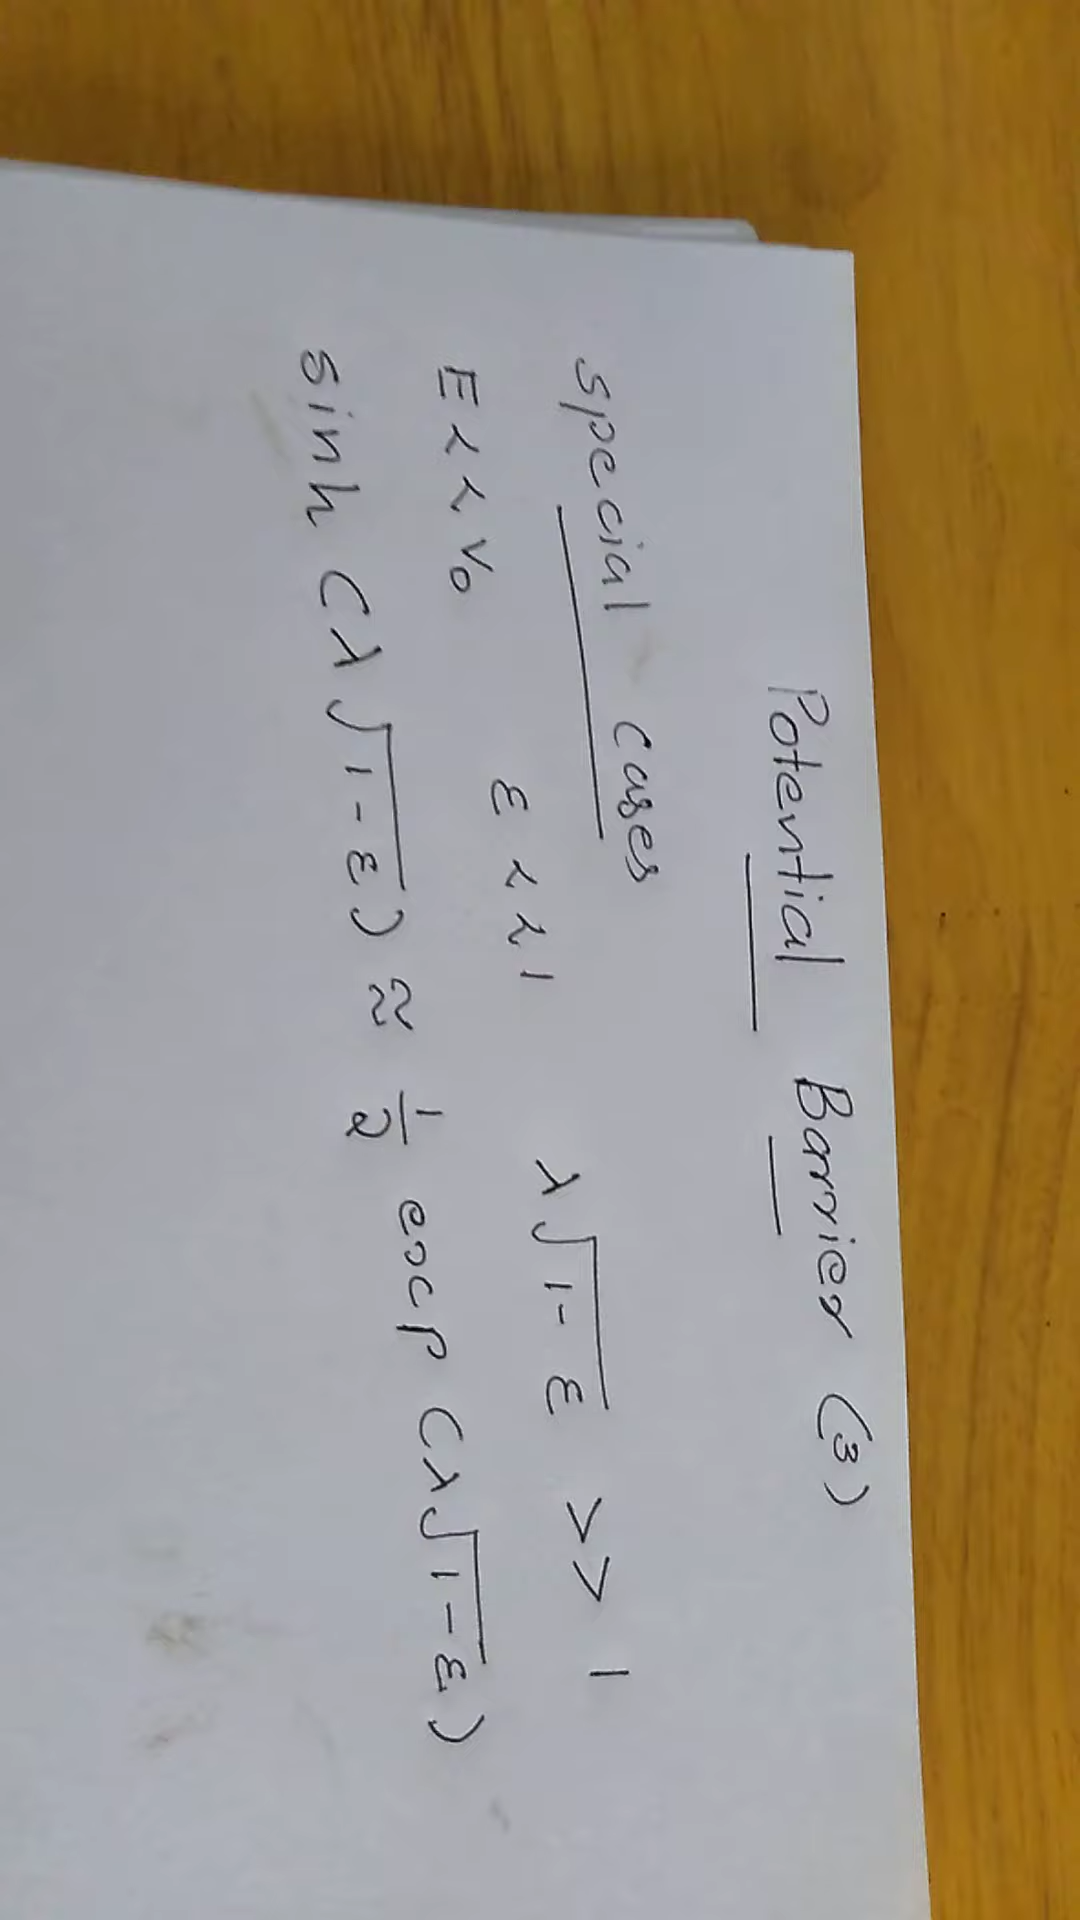 Potential Barrier (3)
Special cases
E << V₀ ε << 1 λ√1-ε >> 1
sinh (λ√1-ε) ≈ 1/2 exp (λ√1-ε)